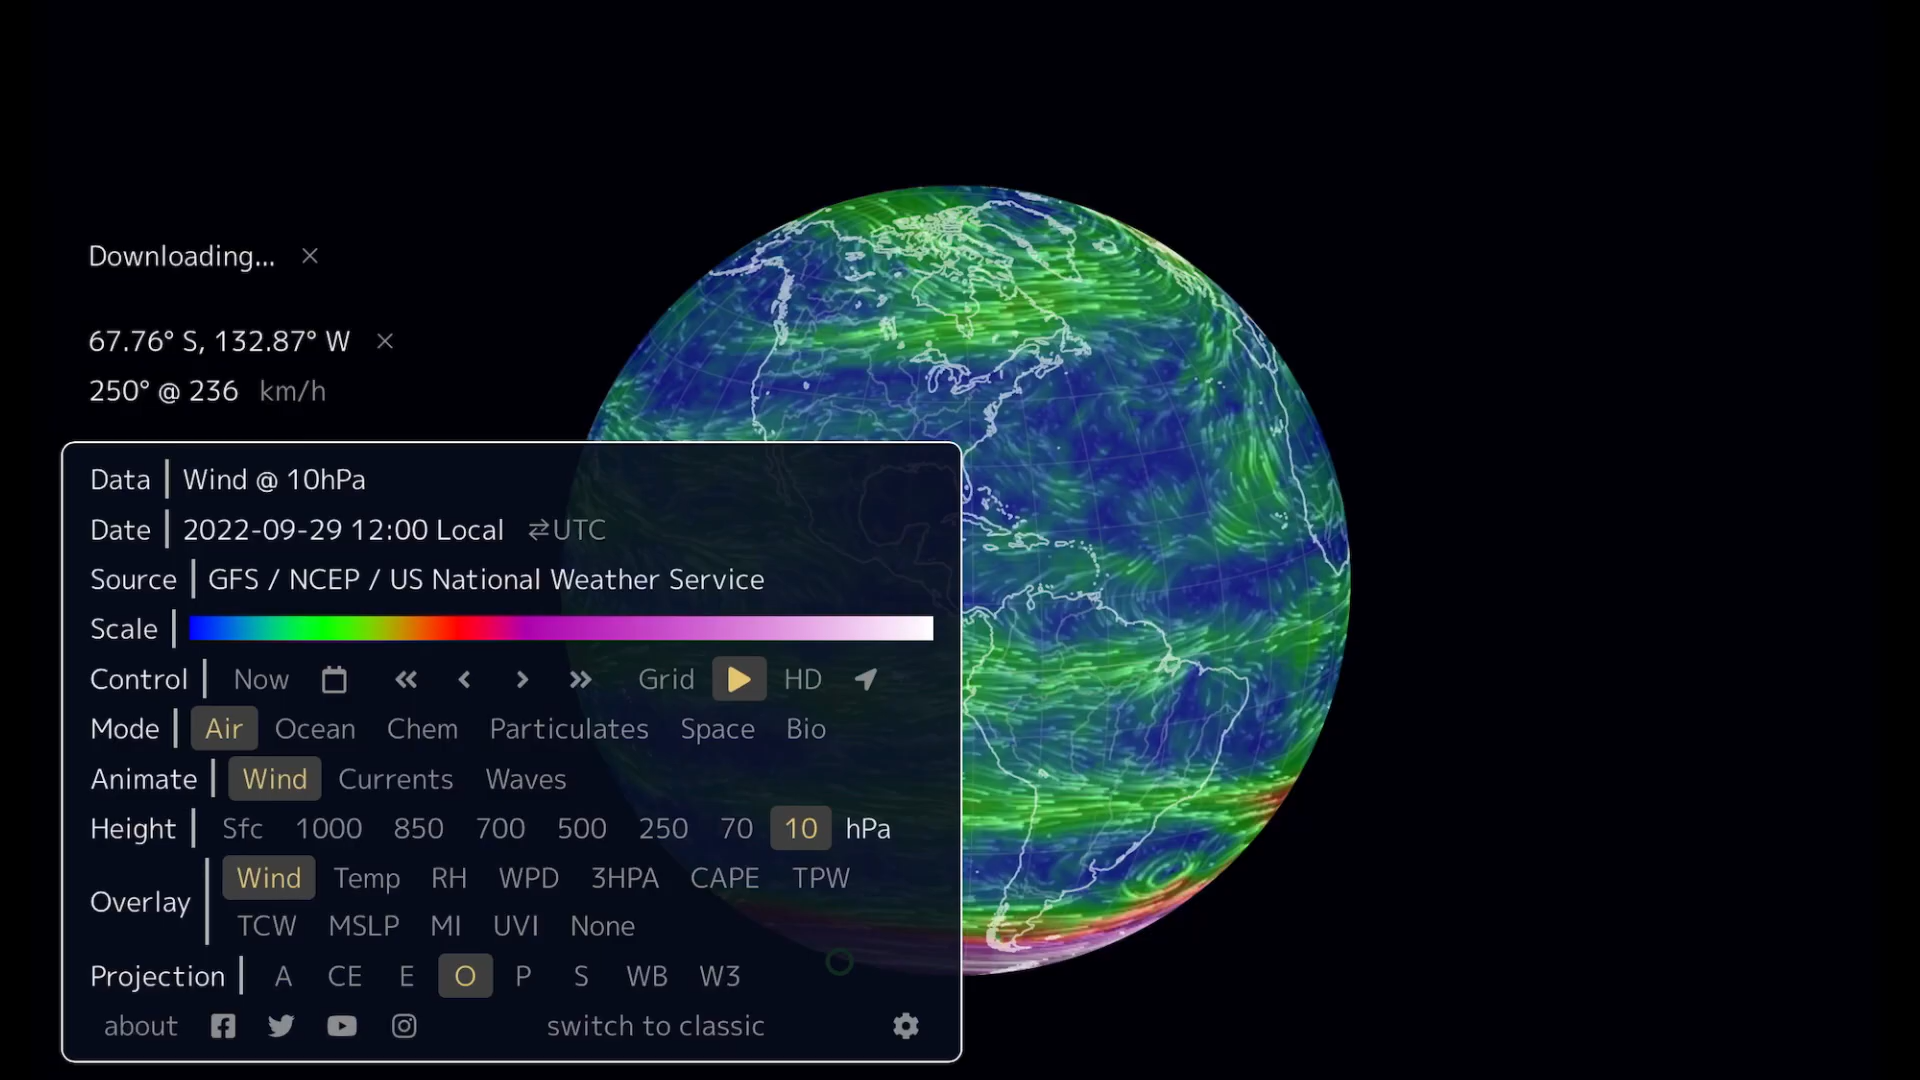 Downloading... ×
67.76° S, 132.87° W ×
250° @ 236 km/h
Data | Wind @ 10hPa
Date | 2022-09-29 12:00 Local ⇄UTC
Source | GFS / NCEP / US National Weather Service
Scale |
Control | Now « ‹ › » Grid HD
Mode | Air Ocean Chem Particulates Space Bio
Animate | Wind Currents Waves
Height | Sfc 1000 850 700 500 250 70 10 hPa
Overlay | Wind Temp RH WPD 3HPA CAPE TPW
TCW MSLP MI UVI None
Projection | A CE E O P S WB W3
about switch to classic